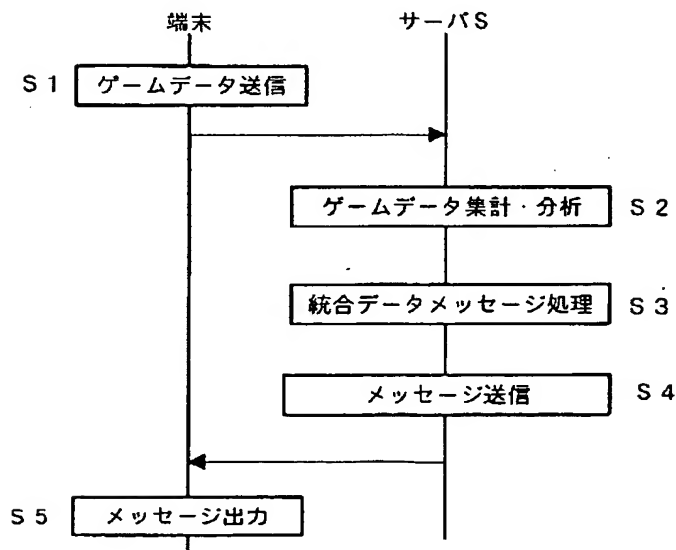 端末 サーバS
S1 ゲームデータ送信
ゲームデータ集計・分析 S2
統合データメッセージ処理 S3
メッセージ送信 S4
S5 メッセージ出力